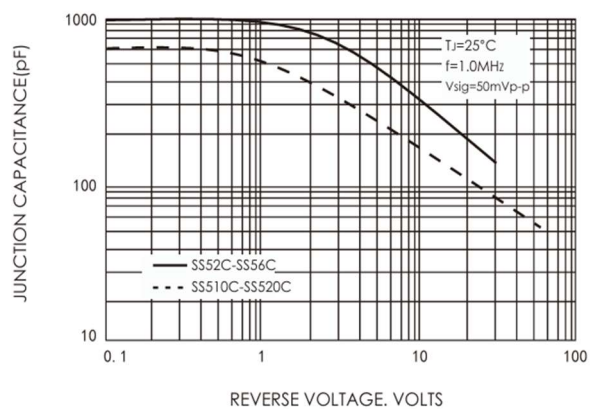 1000
100
10
JUNCTION CAPACITANCE(pF)
TJ=25°C
f=1.0MHz
Vsig=50mVp-p
SS52C-SS56C
SS510C-SS520C
0. 1
1
10
100
REVERSE VOLTAGE. VOLTS